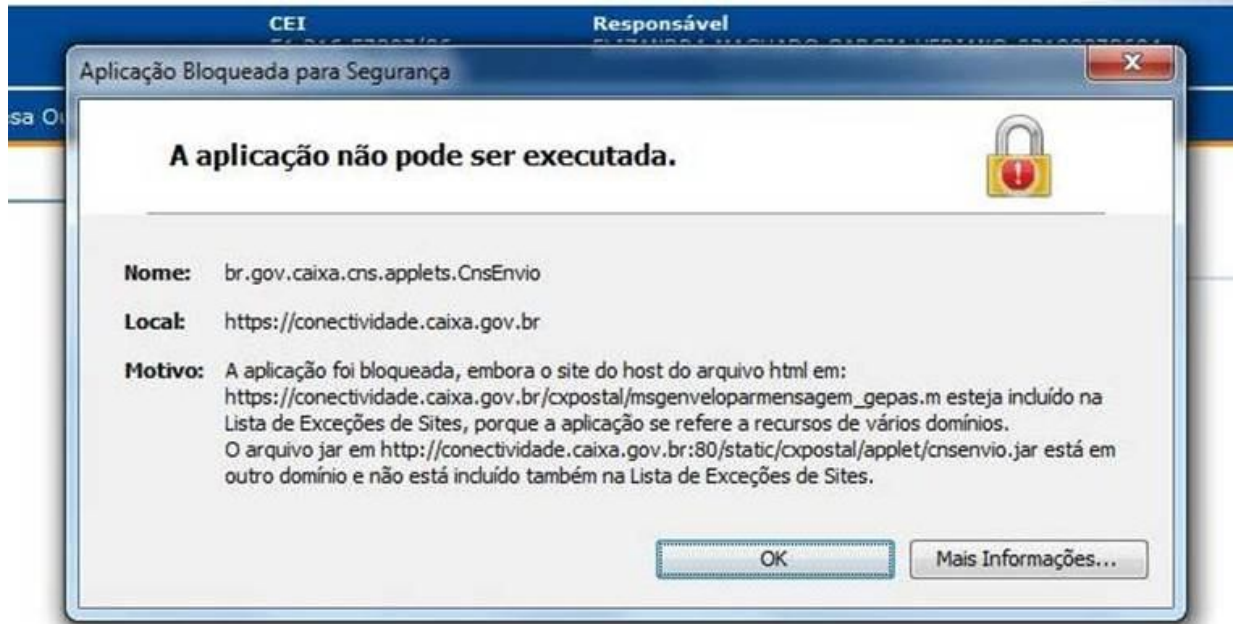 CEI Responsável
Aplicação Bloqueada para Segurança
A aplicação não pode ser executada.
Nome: br.gov.caixa.cns.applets.CnsEnvio
Local: https://conectividade.caixa.gov.br
Motivo: A aplicação foi bloqueada, embora o site do host do arquivo html em:
https://conectividade.caixa.gov.br/cxpostal/msgenveloparmensagem_gepas.m esteja incluído na
Lista de Exceções de Sites, porque a aplicação se refere a recursos de vários domínios.
O arquivo jar em http://conectividade.caixa.gov.br:80/static/cxpostal/applet/cnsenvio.jar está em
outro domínio e não está incluído também na Lista de Exceções de Sites.
OK Mais Informações...